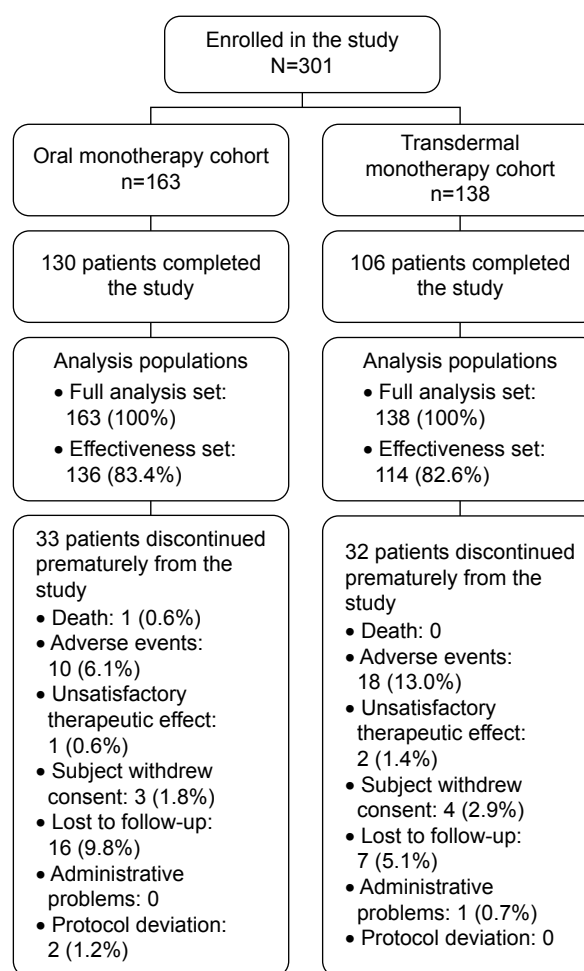 Enrolled in the study
N=301
Oral monotherapy cohort
n=163
Transdermal
monotherapy cohort
n=138
130 patients completed
the study
106 patients completed
the study
Analysis populations
• Full analysis set:
163 (100%)
• Effectiveness set:
136 (83.4%)
Analysis populations
• Full analysis set:
138 (100%)
• Effectiveness set:
114 (82.6%)
33 patients discontinued
prematurely from the
study
• Death: 1 (0.6%)
• Adverse events:
10 (6.1%)
• Unsatisfactory
therapeutic effect:
1 (0.6%)
• Subject withdrew
consent: 3 (1.8%)
• Lost to follow-up:
16 (9.8%)
• Administrative
problems: 0
• Protocol deviation:
2 (1.2%)
32 patients discontinued
prematurely from the
study
• Death: 0
• Adverse events:
18 (13.0%)
• Unsatisfactory
therapeutic effect:
2 (1.4%)
• Subject withdrew
consent: 4 (2.9%)
• Lost to follow-up:
7 (5.1%)
• Administrative
problems: 1 (0.7%)
• Protocol deviation: 0